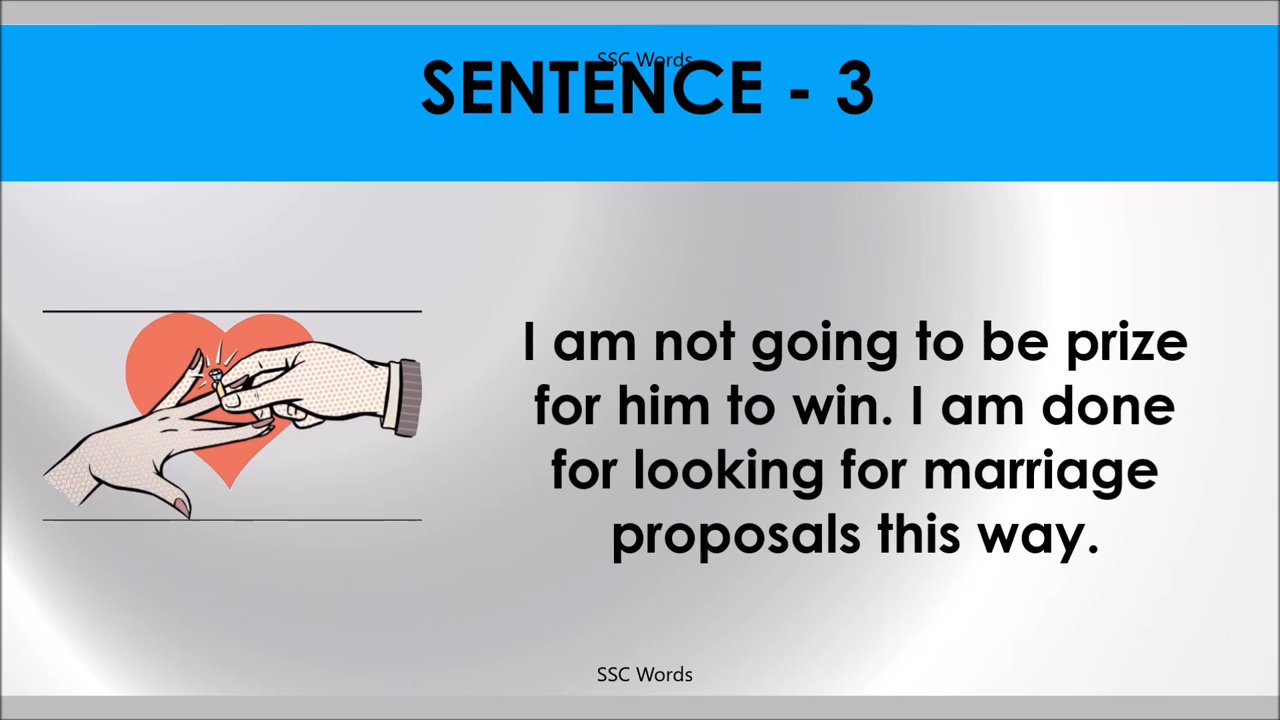 SSC Words
SENTENCE - 3
I am not going to be prize
for him to win. I am done
for looking for marriage
proposals this way.
SSC Words